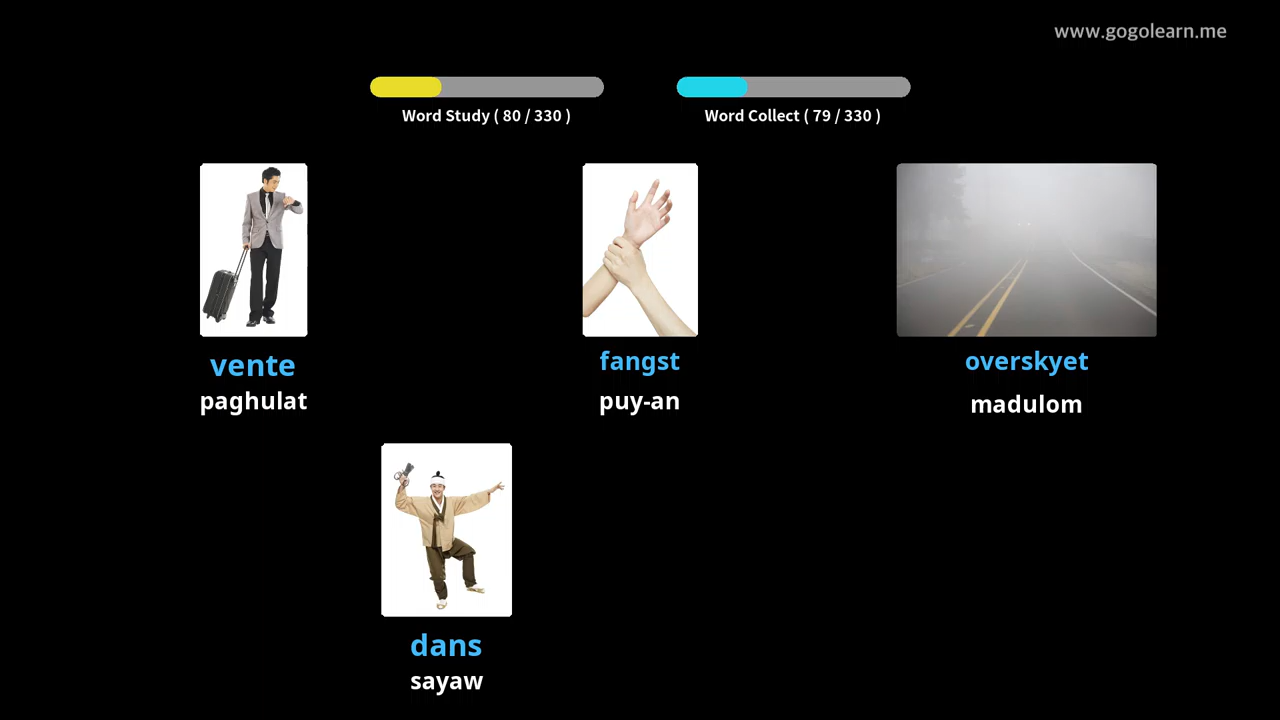 www.gogolearn.me
Word Study ( 80 / 330 )
Word Collect ( 79 / 330 )
vente
paghulat
fangst
puy-an
overskyet
madulom
dans
sayaw